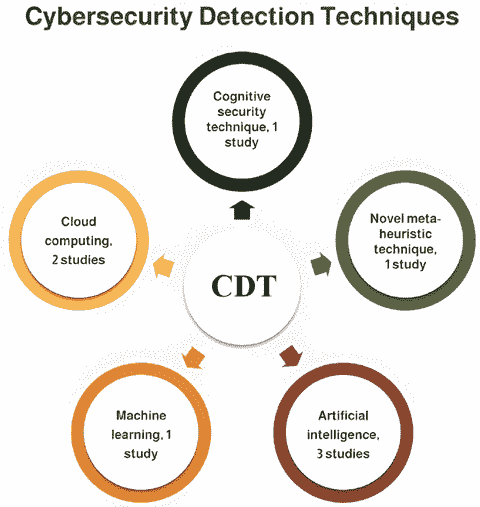 Cybersecurity Detection Techniques
Cognitive
security
technique, 1
study
Cloud
computing,
2 studies
Novel meta-
heuristic
technique,
1 study
CDT
Machine
learning, 1
study
Artificial
intelligence,
3 studies